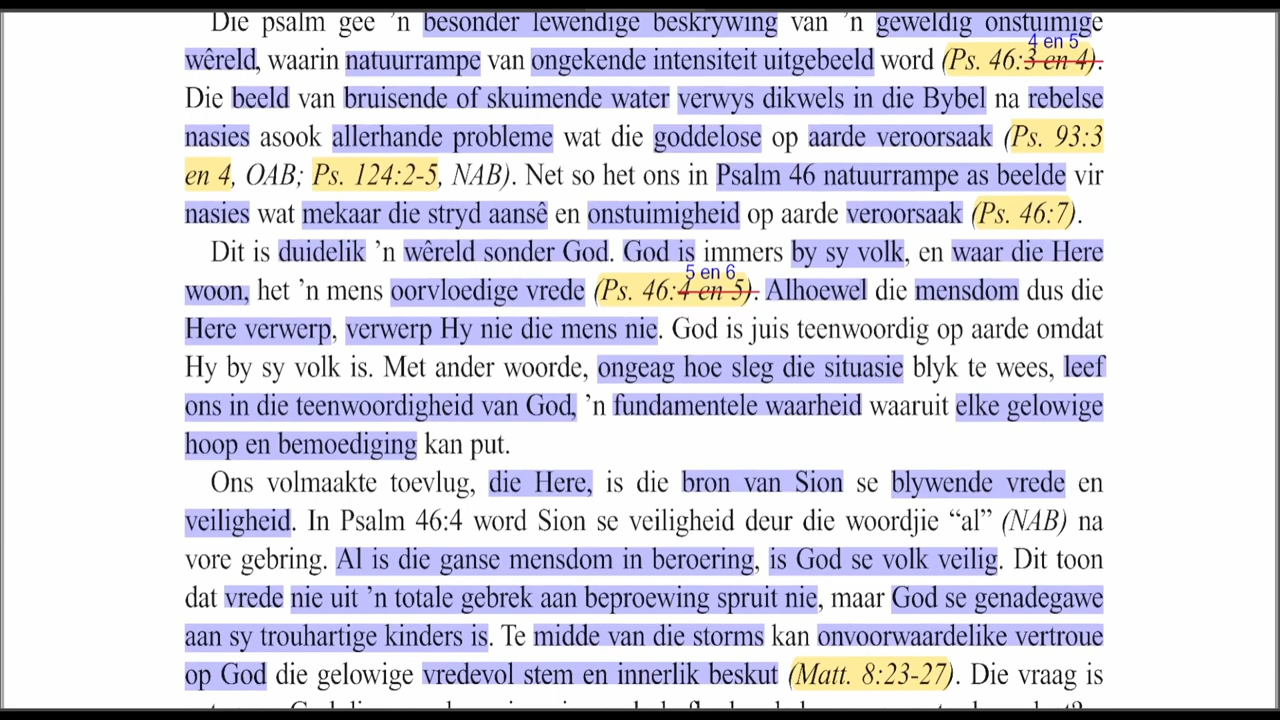 Die psalm gee ’n besonder lewendige beskrywing van ’n geweldig onstuimige
4 en 5
wêreld, waarin natuurrampe van ongekende intensiteit uitgebeeld word (Ps. 46:3 en 4).
Die beeld van bruisende of skuimende water verwys dikwels in die Bybel na rebelse
nasies asook allerhande probleme wat die goddelose op aarde veroorsaak (Ps. 93:3
en 4, OAB; Ps. 124:2-5, NAB). Net so het ons in Psalm 46 natuurrampe as beelde vir
nasies wat mekaar die stryd aansê en onstuimigheid op aarde veroorsaak (Ps. 46:7).
Dit is duidelik ’n wêreld sonder God. God is immers by sy volk, en waar die Here
5 en 6
woon, het ’n mens oorvloedige vrede (Ps. 46:4 en 5). Alhoewel die mensdom dus die
Here verwerp, verwerp Hy nie die mens nie. God is juis teenwoordig op aarde omdat
Hy by sy volk is. Met ander woorde, ongeag hoe sleg die situasie blyk te wees, leef
ons in die teenwoordigheid van God, ’n fundamentele waarheid waaruit elke gelowige
hoop en bemoediging kan put.
Ons volmaakte toevlug, die Here, is die bron van Sion se blywende vrede en
veiligheid. In Psalm 46:4 word Sion se veiligheid deur die woordjie “al” (NAB) na
vore gebring. Al is die ganse mensdom in beroering, is God se volk veilig. Dit toon
dat vrede nie uit ’n totale gebrek aan beproewing spruit nie, maar God se genadegawe
aan sy trouhartige kinders is. Te midde van die storms kan onvoorwaardelike vertroue
op God die gelowige vredevol stem en innerlik beskut (Matt. 8:23-27). Die vraag is